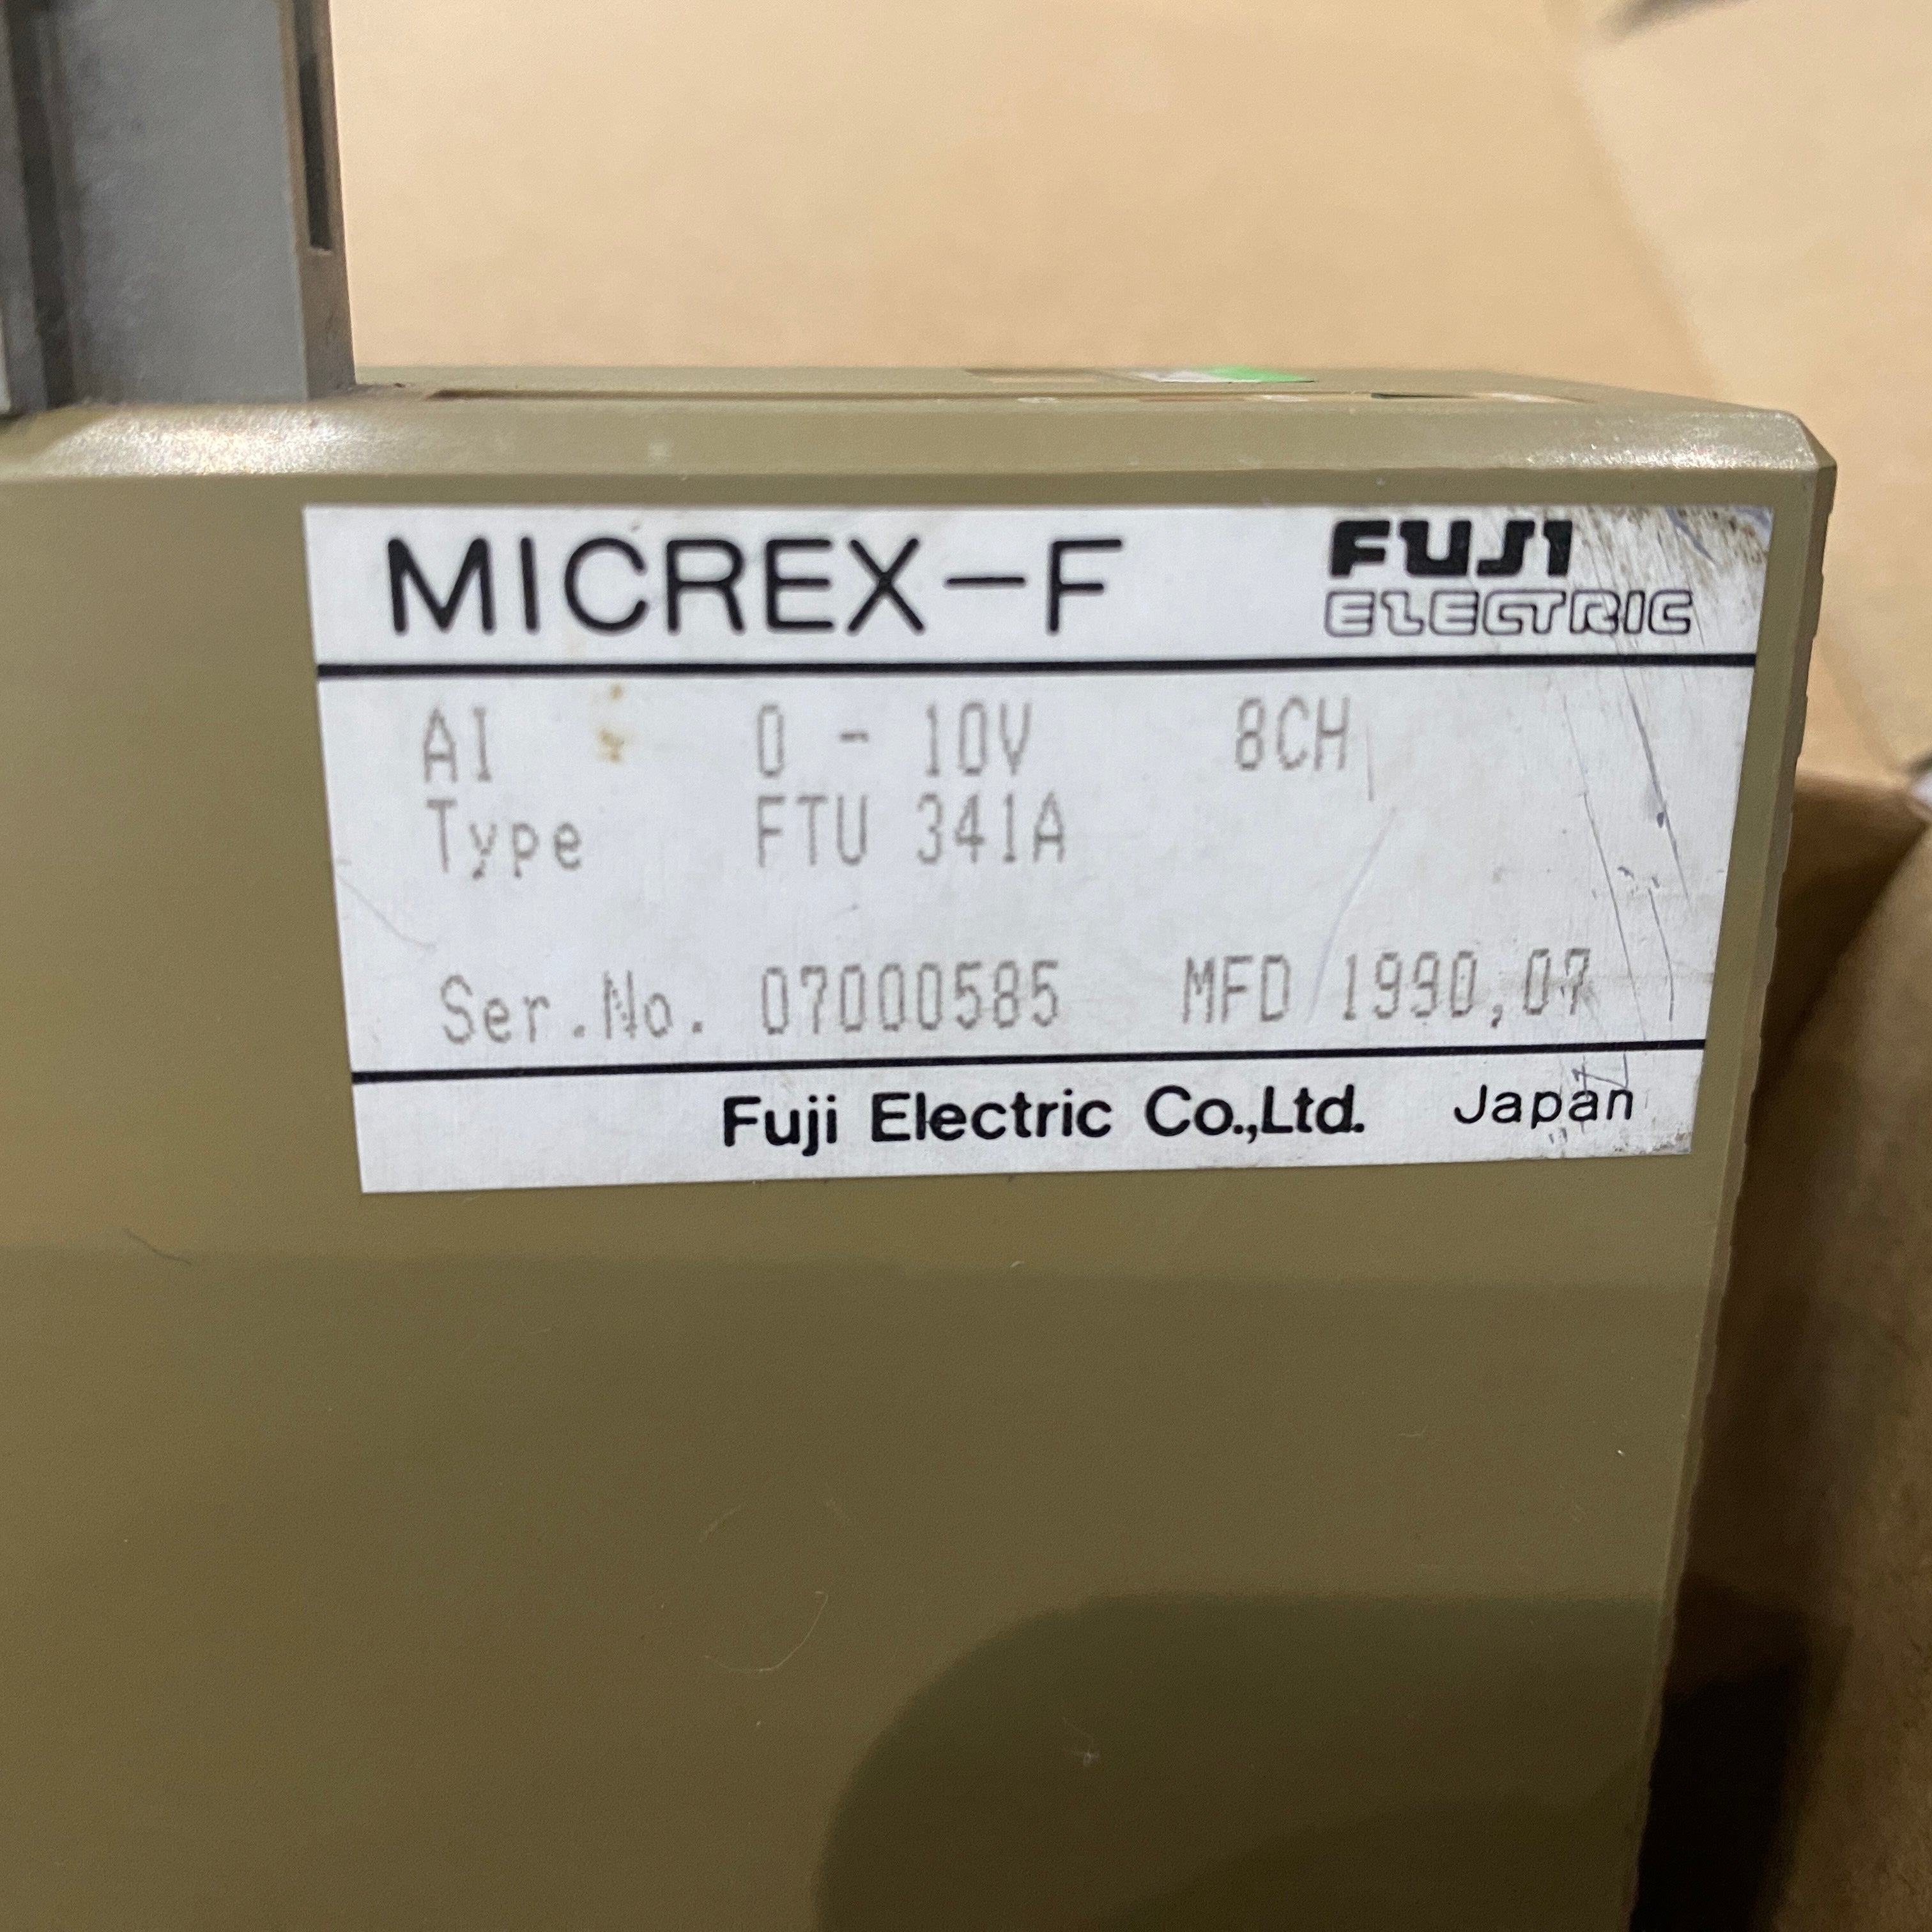 MICREX-F FUJI ELECTRIC
AI 0 - 10V 8CH
Type FTU 341A
Ser.No. 07000585 MFD 1990,07
Fuji Electric Co.,Ltd. Japan